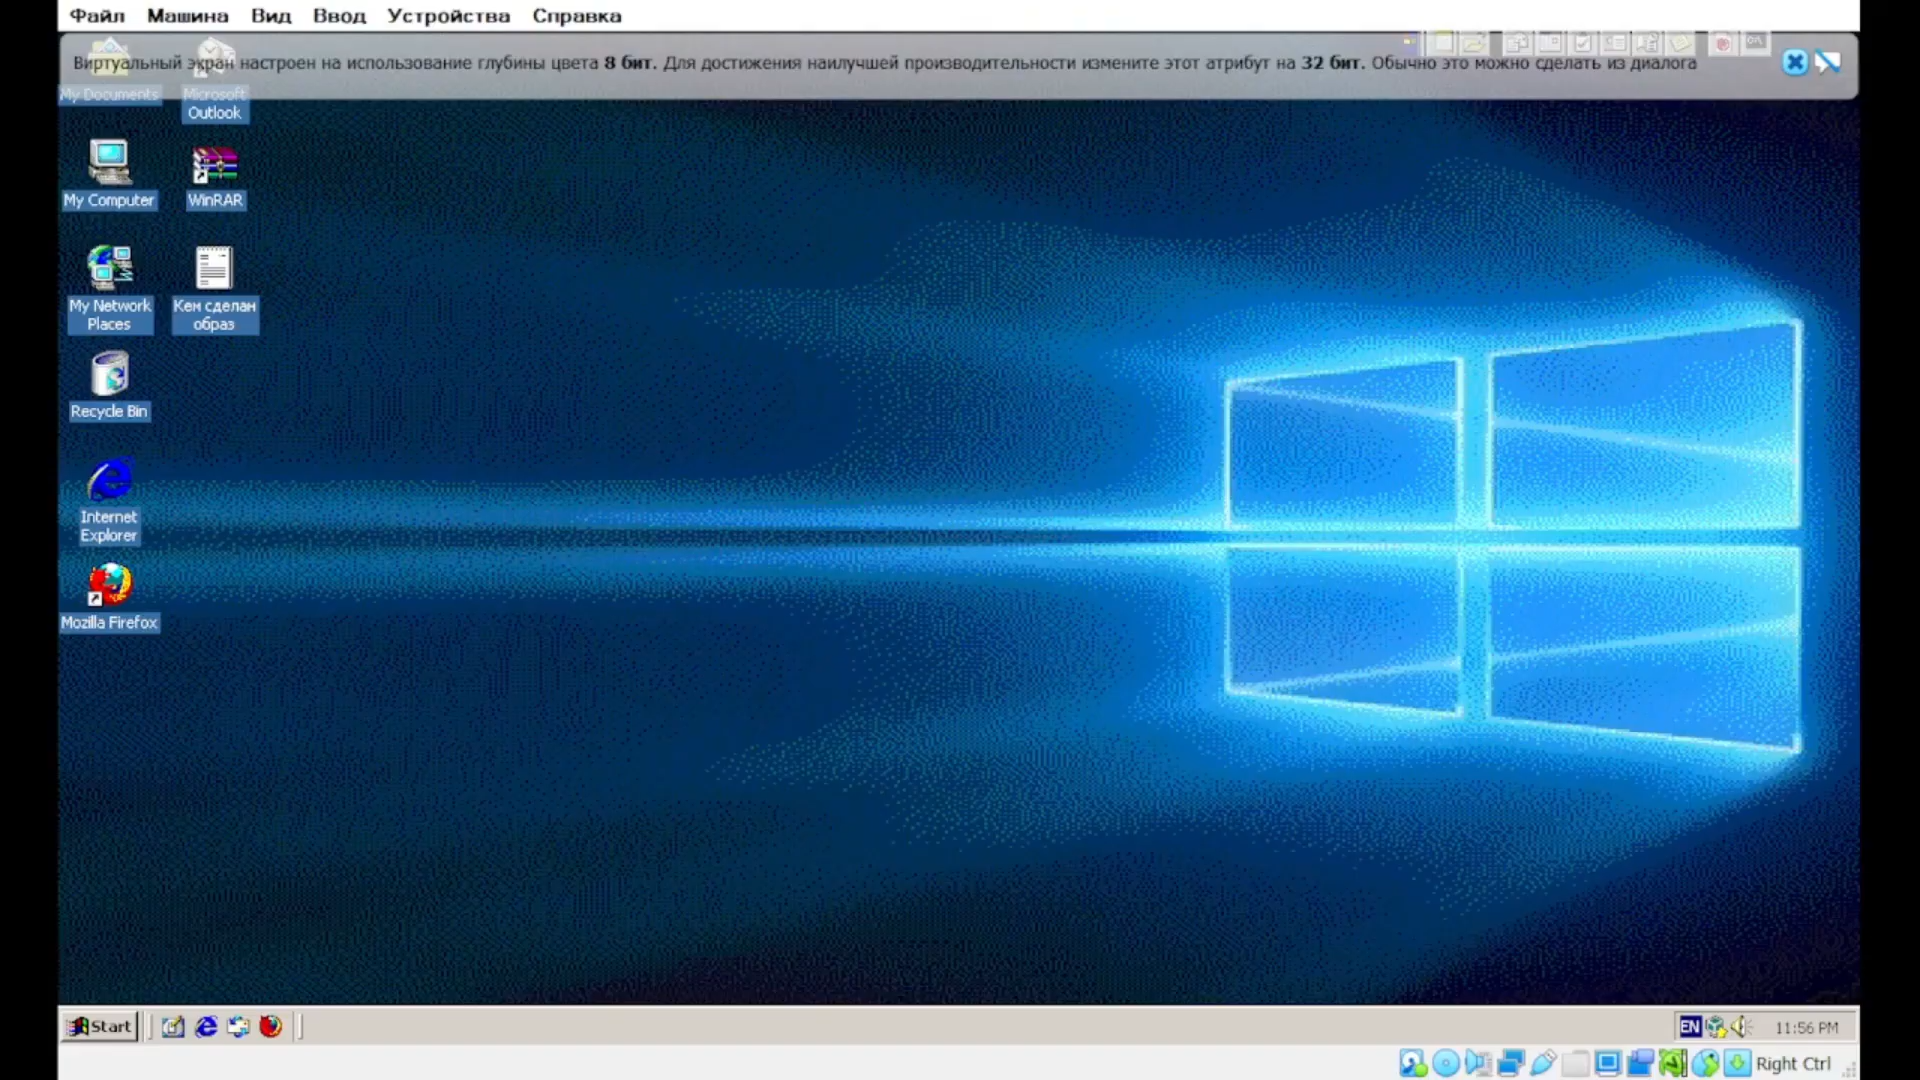 Файл Машина Вид Ввод Устройства Справка
Виртуальный экран настроен на использование глубины цвета 8 бит. Для достижения наилучшей производительности измените этот атрибут на 32 бит. Обычно это можно сделать из диалога
My Documents
Microsoft
Outlook
My Computer
WinRAR
My Network
Places
Кем сделан
образ
Recycle Bin
Internet
Explorer
Mozilla Firefox
Start
EN
11:56 PM
Right Ctrl